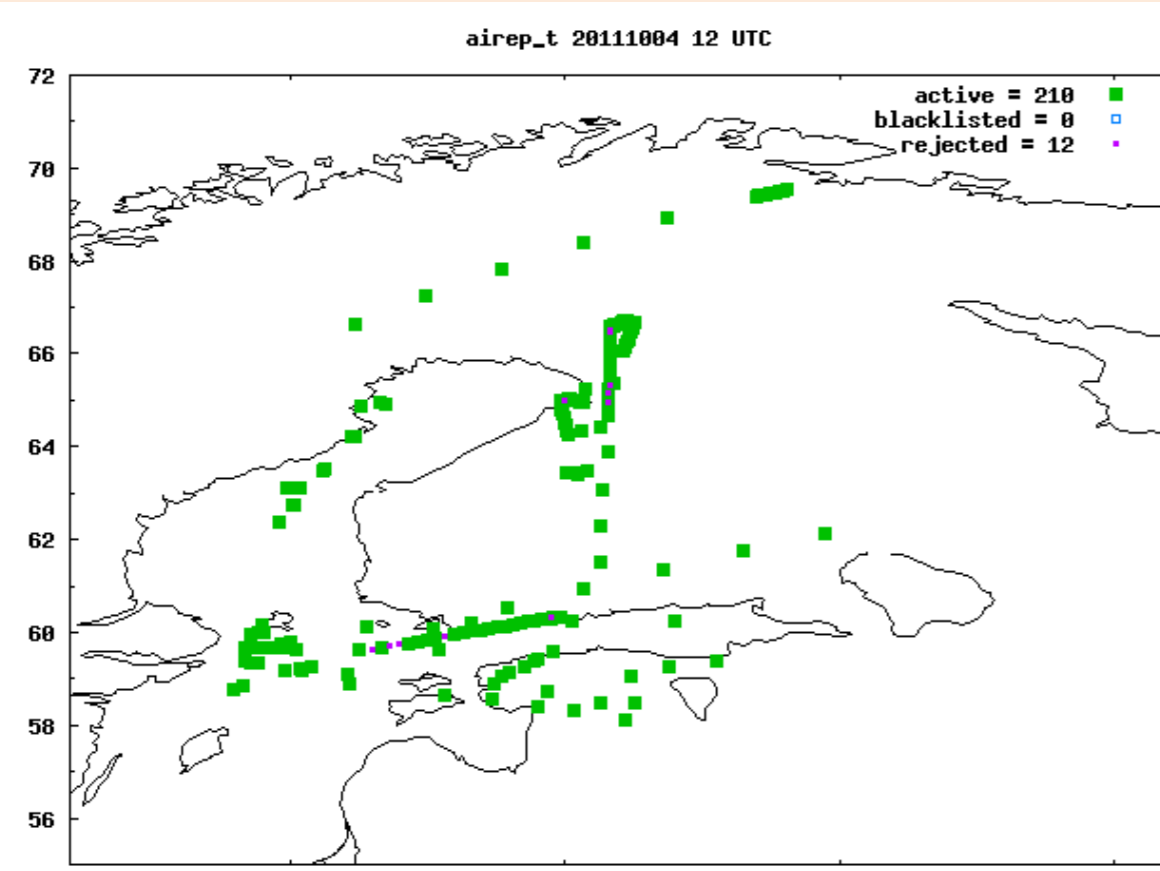 airep_t 20111004 12 UTC
72
active = 210
blacklisted = 0
rejected = 12
70
68
66
64
62
60
58
56